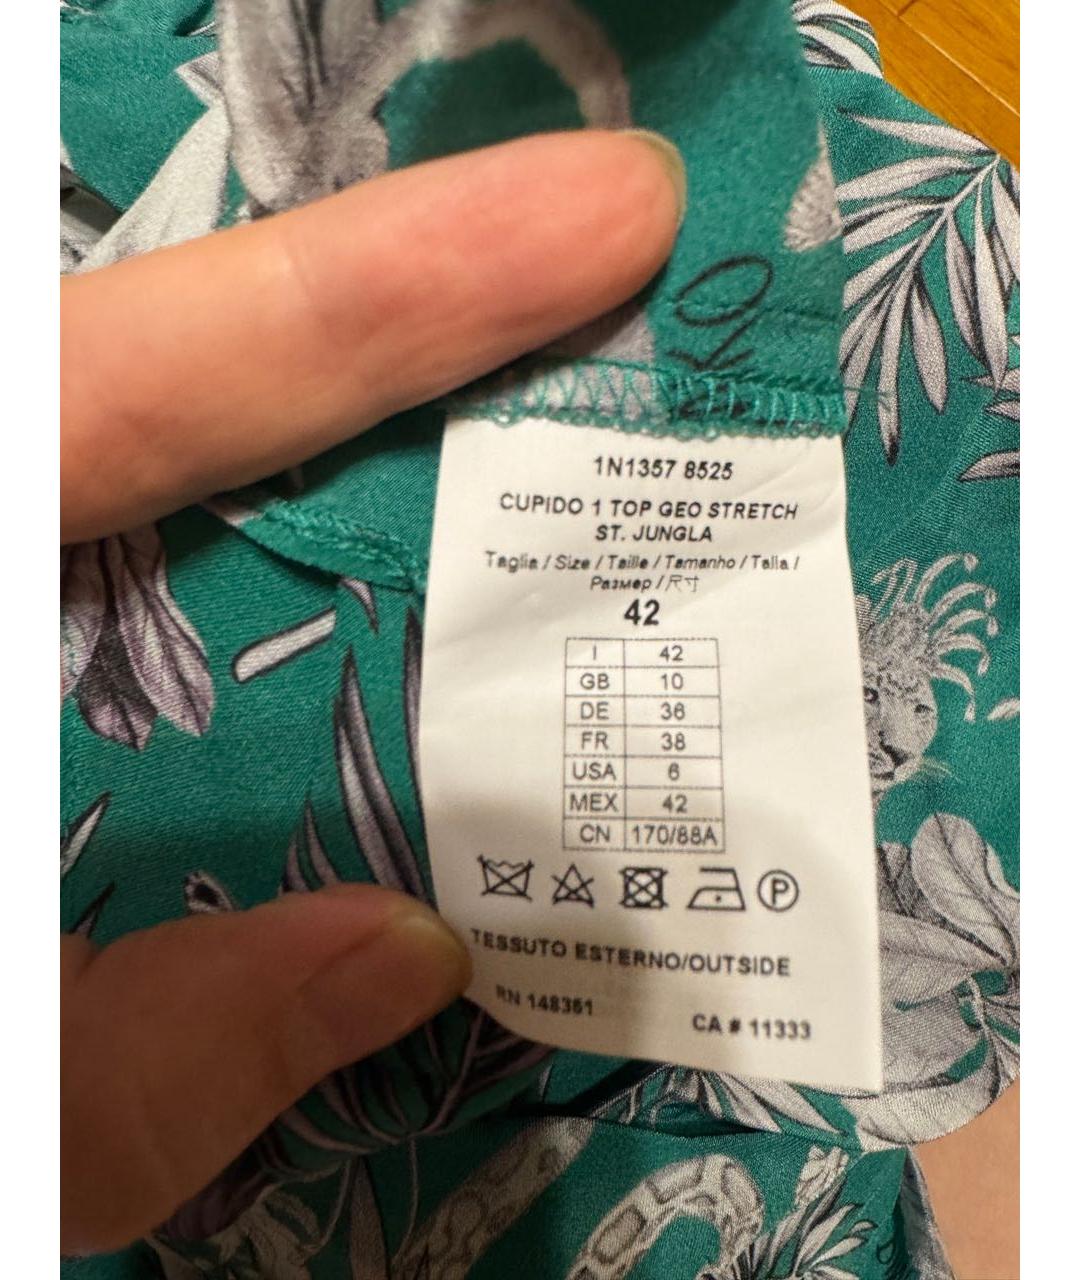 1N1357 8525
CUPIDO 1 TOP GEO STRETCH
ST. JUNGLA
Taglia / Size / Taille / Tamanho / Talla /
Размер / 尺寸
42
I 42
GB 10
DE 36
FR 38
USA 6
MEX 42
CN 170/88A
P
TESSUTO ESTERNO/OUTSIDE
RN 148361
CA # 11333